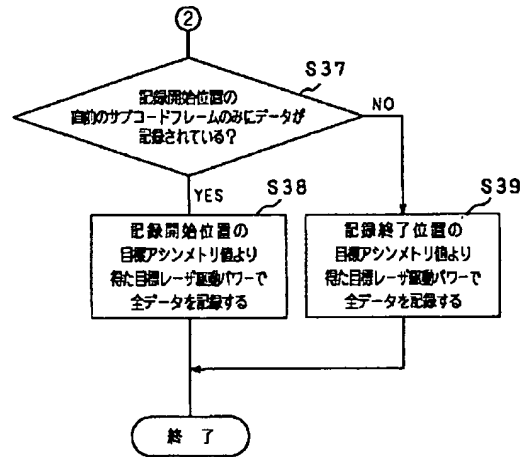 ②
S37
記録開始位置の
直前のサブコードフレームのみにデータが
記録されている?
NO
YES
S38
S39
記録開始位置の
目標アシンメトリ値より
得た目標レーザ駆動パワーで
全データを記録する
記録終了位置の
目標アシンメトリ値より
得た目標レーザ駆動パワーで
全データを記録する
終了